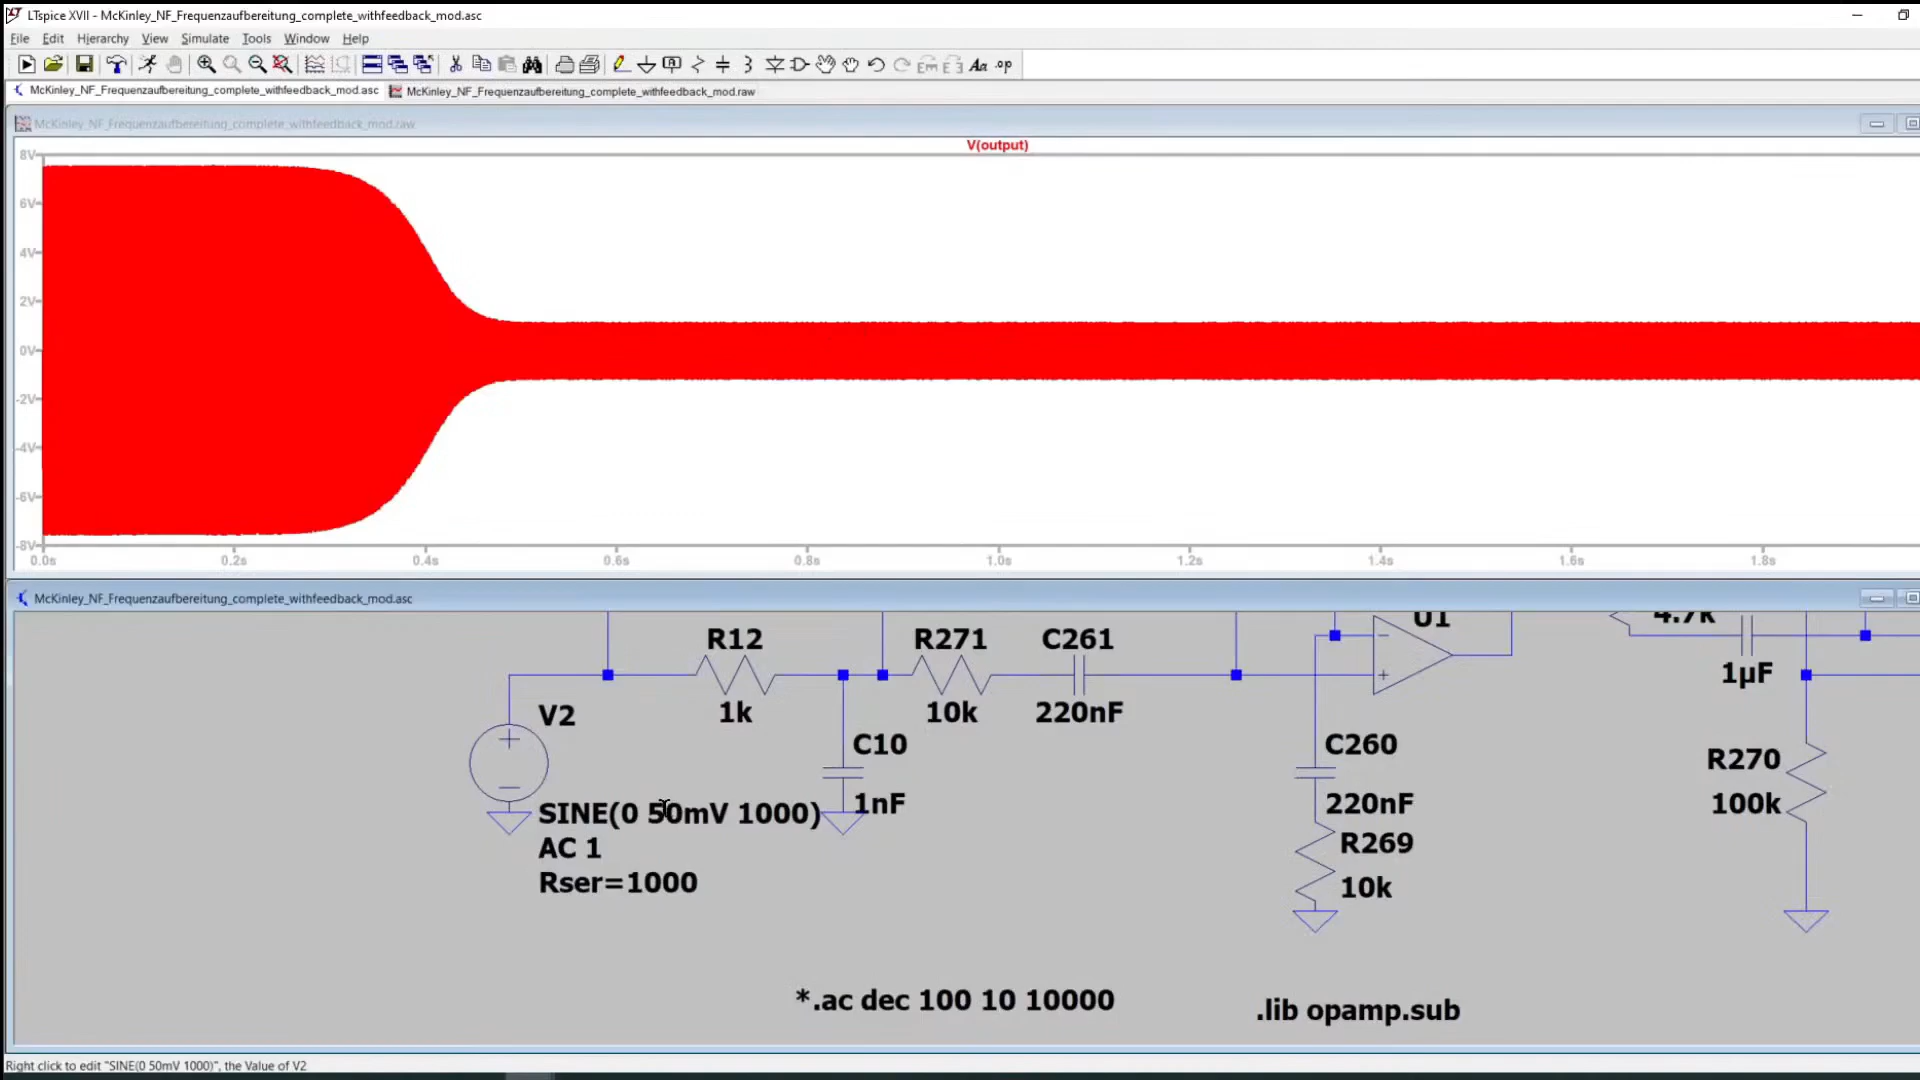 LTspice XVII - McKinley_NF_Frequenzaufbereitung_complete_withfeedback_mod.asc
File Edit Hierarchy View Simulate Tools Window Help
McKinley_NF_Frequenzaufbereitung_complete_withfeedback_mod.asc McKinley_NF_Frequenzaufbereitung_complete_withfeedback_mod.raw
McKinley_NF_Frequenzaufbereitung_complete_withfeedback_mod.raw
V(output)
8V
6V
4V
2V
0V
-2V
-4V
-6V
-8V
0.0s 0.2s 0.4s 0.6s 0.8s 1.0s 1.2s 1.4s 1.6s 1.8s
McKinley_NF_Frequenzaufbereitung_complete_withfeedback_mod.asc
R12 R271 C261 U1 4.7k
1k 10k 220nF 1µF
V2 C10 C260 R270
SINE(0 50mV 1000) 1nF 220nF 100k
AC 1 R269
Rser=1000 10k
*.ac dec 100 10 10000 .lib opamp.sub
Right click to edit "SINE(0 50mV 1000)", the Value of V2